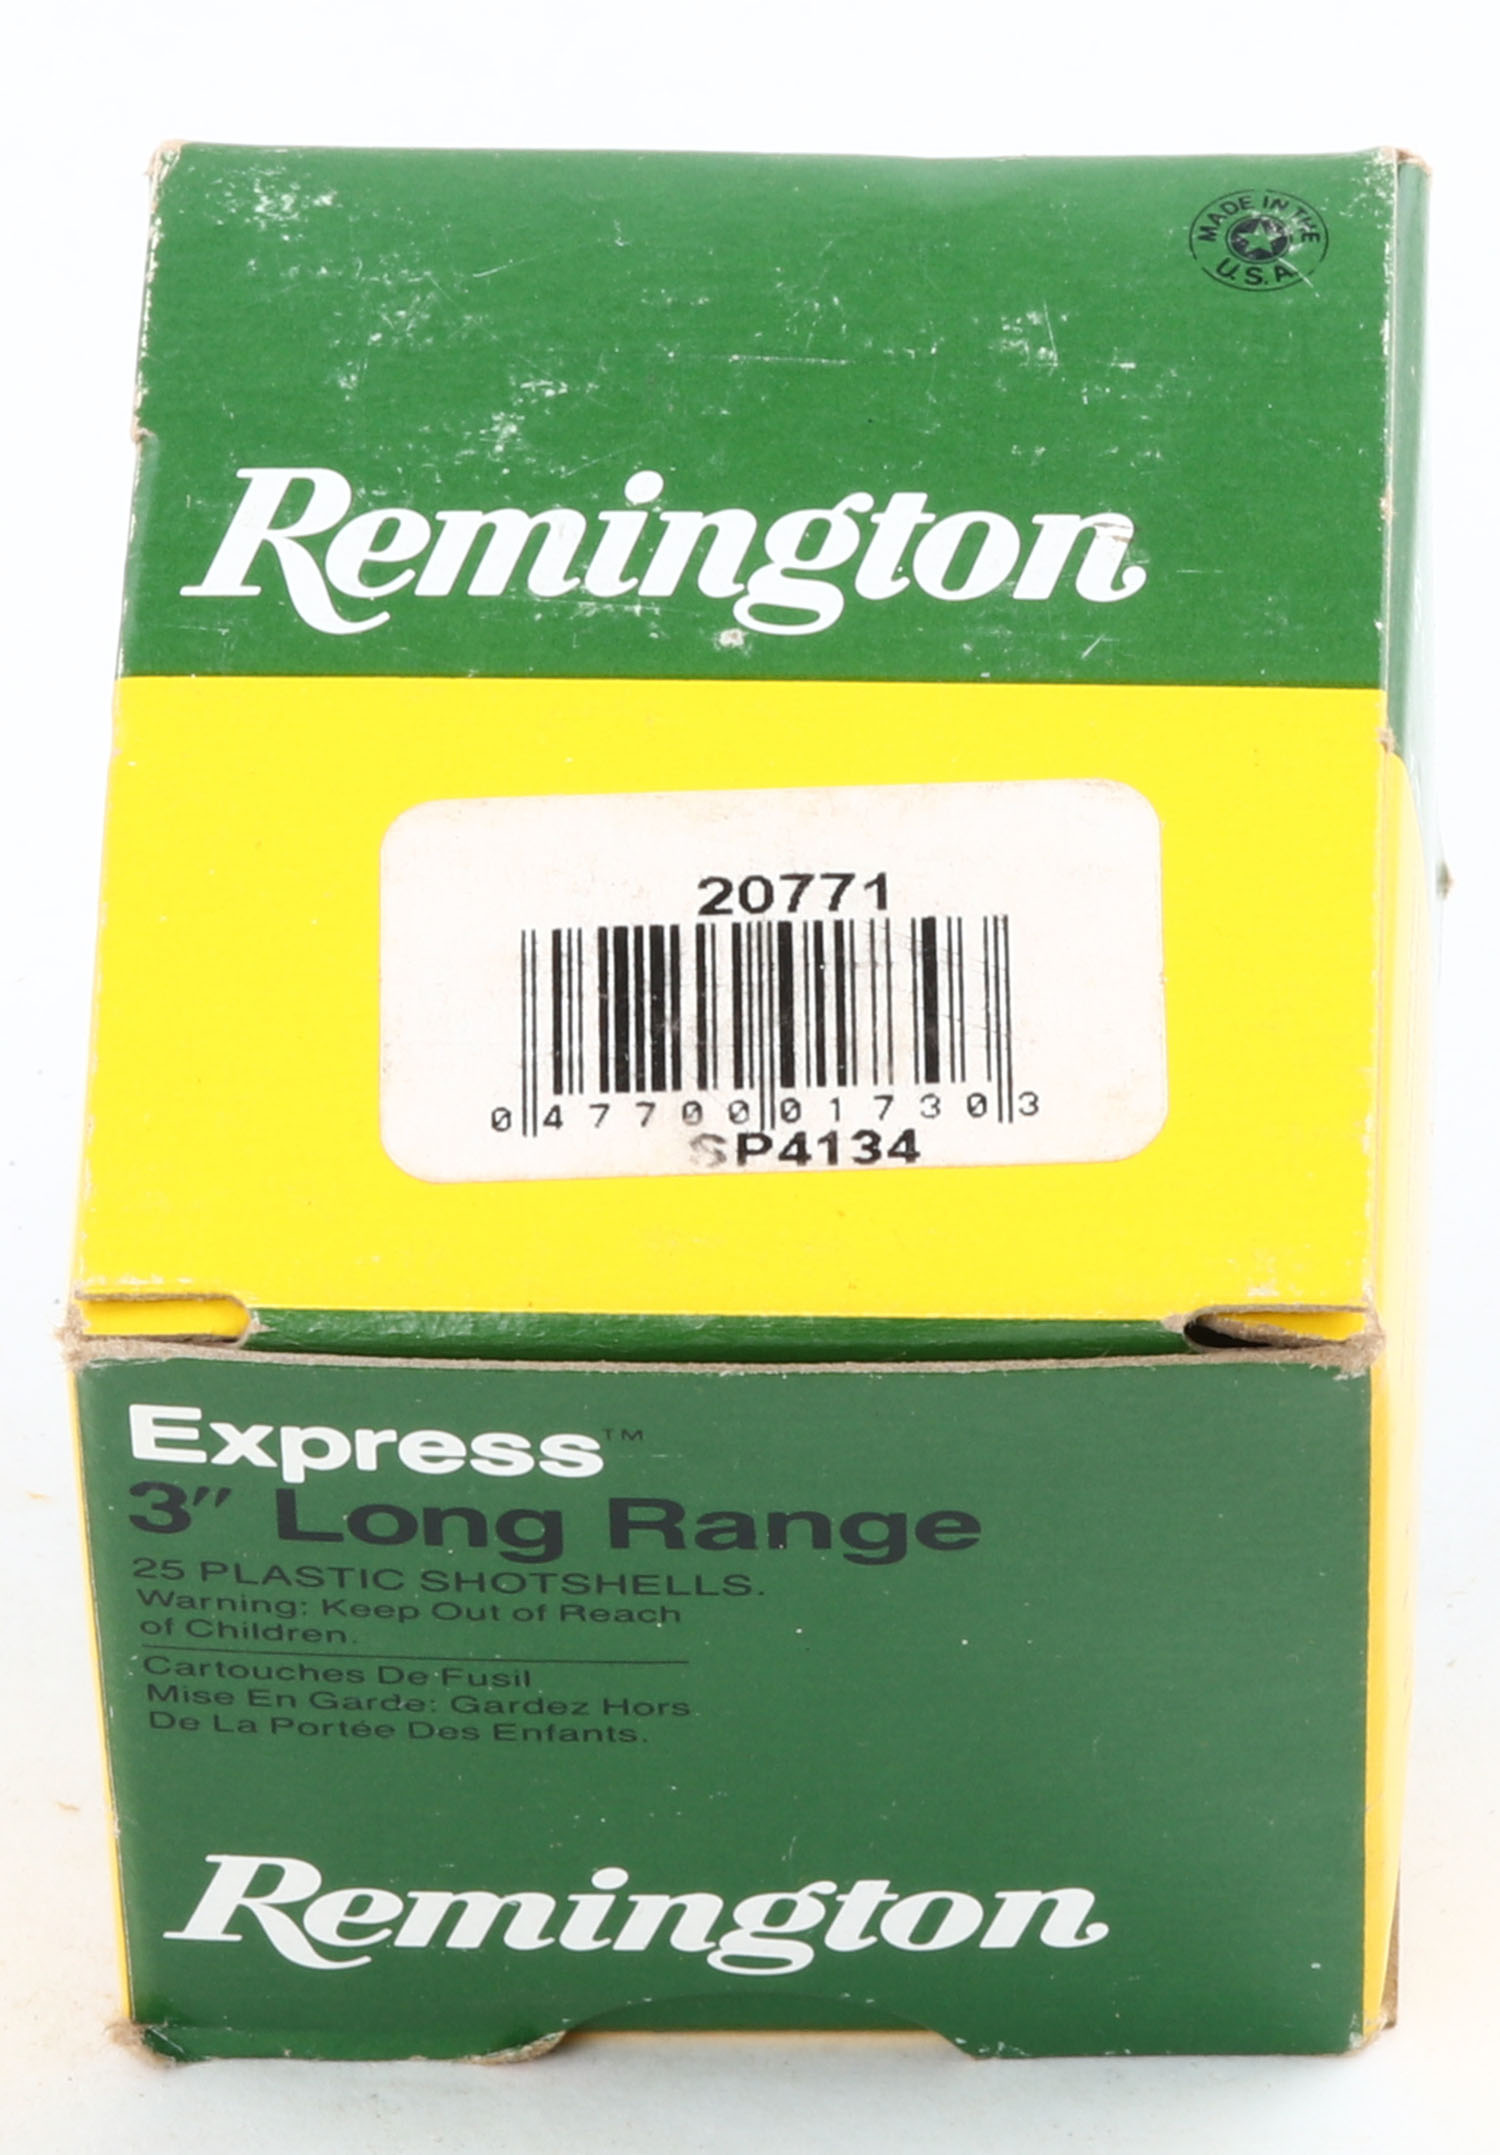 MADE IN THE
U.S.A.
Remington
20771
0 47700 01730 3
SP4134
Express™
3" Long Range
25 PLASTIC SHOTSHELLS.
Warning: Keep Out of Reach
of Children.
Cartouches De Fusil
Mise En Garde: Gardez Hors
De La Portée Des Enfants.
Remington